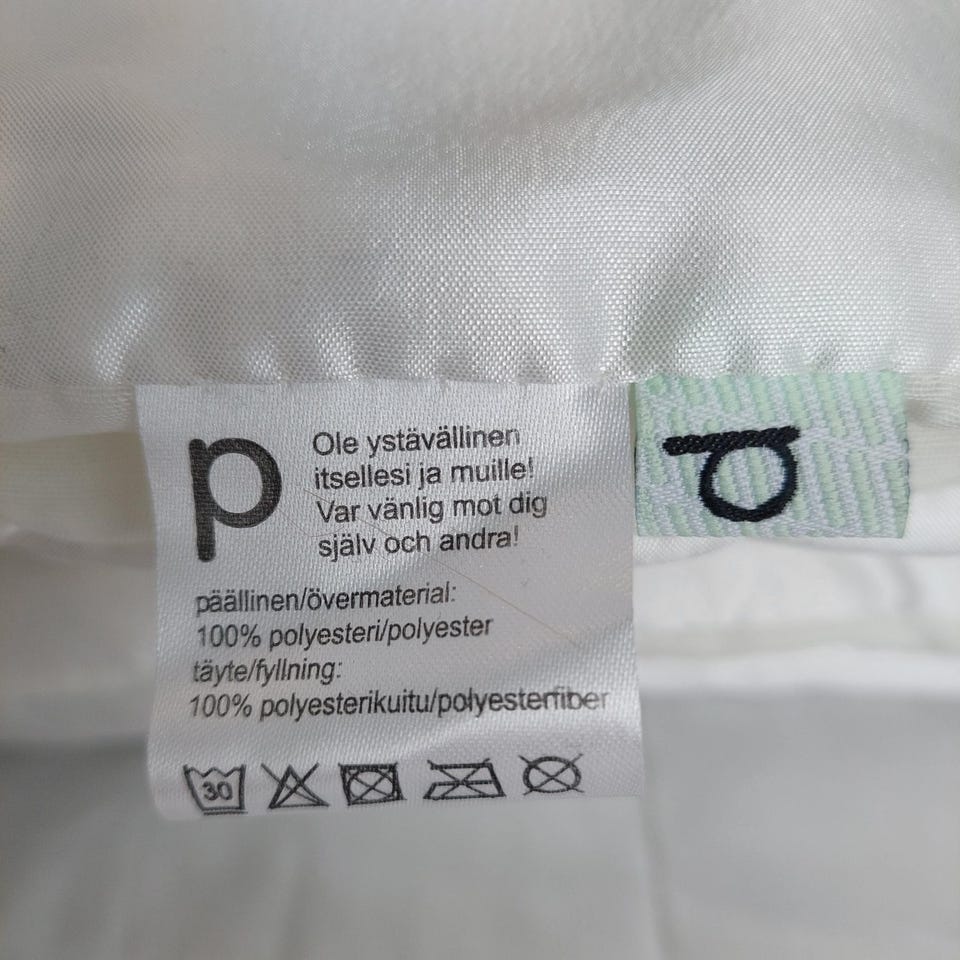 p
Ole ystävällinen
itsellesi ja muille!
Var vänlig mot dig
själv och andra!
päällinen/övermaterial:
100% polyesteri/polyester
täyte/fyllning:
100% polyesterikuitu/polyesterfiber
30
p